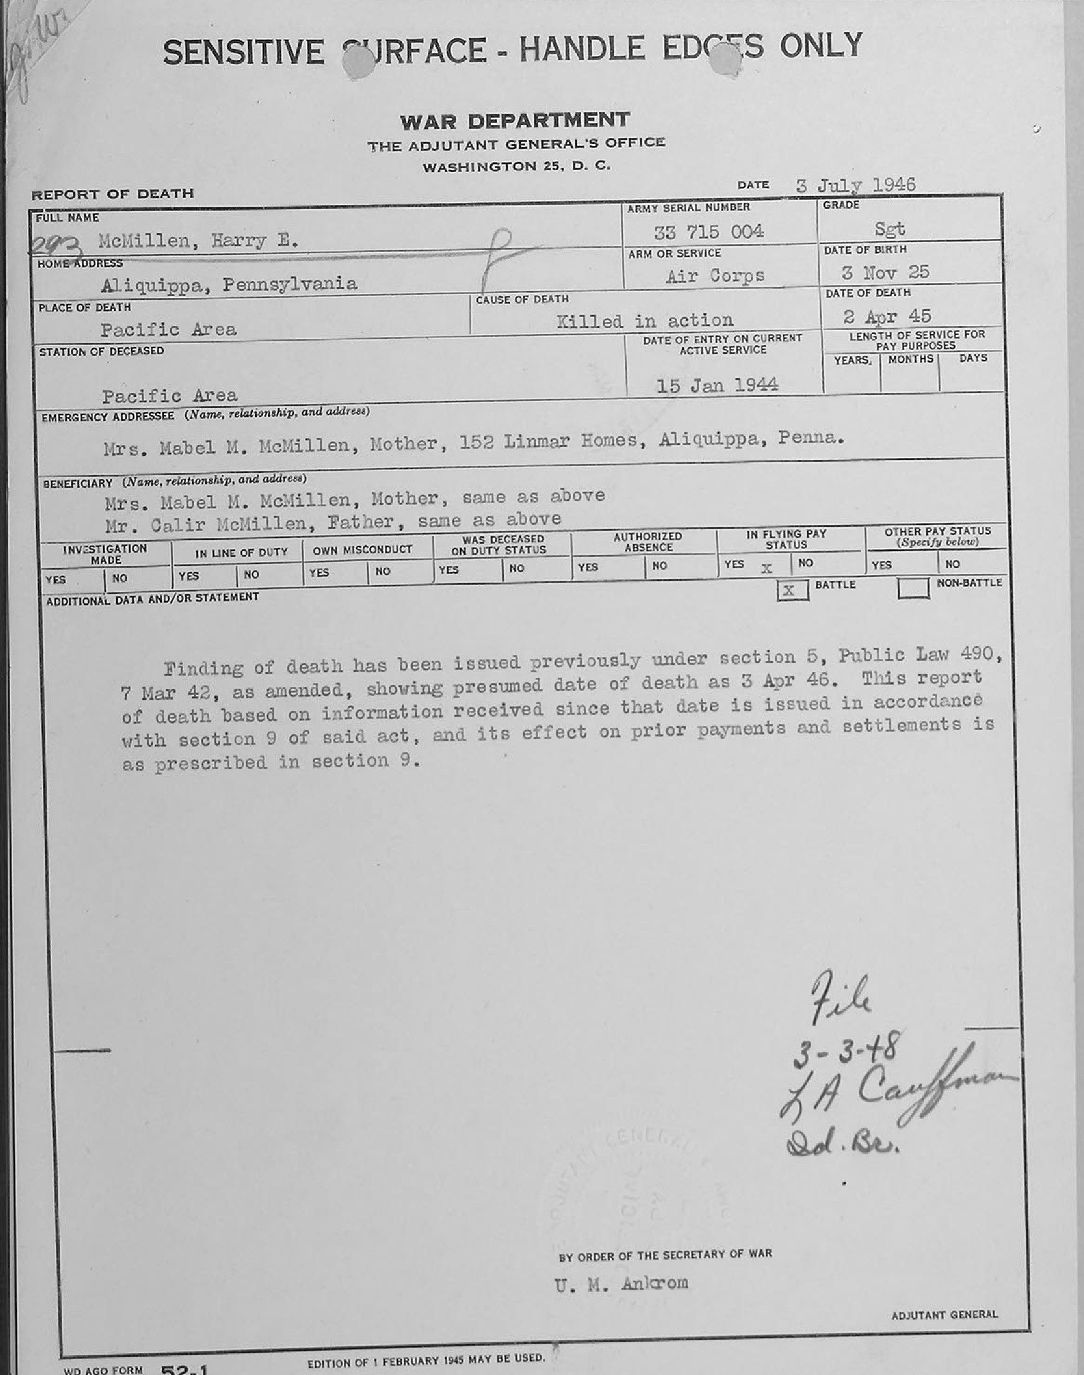 g.W.
SENSITIVE SURFACE - HANDLE EDGES ONLY
WAR DEPARTMENT
THE ADJUTANT GENERAL'S OFFICE
WASHINGTON 25, D. C.
REPORT OF DEATH
DATE 3 July 1946
FULL NAME
293 McMillen, Harry E.
ARMY SERIAL NUMBER
33 715 004
GRADE
Sgt
HOME ADDRESS
Aliquippa, Pennsylvania
ARM OR SERVICE
Air Corps
DATE OF BIRTH
3 Nov 25
PLACE OF DEATH
Pacific Area
CAUSE OF DEATH
Killed in action
DATE OF DEATH
2 Apr 45
STATION OF DECEASED
Pacific Area
DATE OF ENTRY ON CURRENT
ACTIVE SERVICE
15 Jan 1944
LENGTH OF SERVICE FOR
PAY PURPOSES
YEARS, MONTHS DAYS
EMERGENCY ADDRESSEE (Name, relationship, and address)
Mrs. Mabel M. McMillen, Mother, 152 Linmar Homes, Aliquippa, Penna.
BENEFICIARY (Name, relationship, and address)
Mrs. Mabel M. McMillen, Mother, same as above
Mr. Calir McMillen, Father, same as above
INVESTIGATION
MADE
YES NO
IN LINE OF DUTY
YES NO
OWN MISCONDUCT
YES NO
WAS DECEASED
ON DUTY STATUS
YES NO
AUTHORIZED
ABSENCE
YES NO
IN FLYING PAY
STATUS
YES x NO
OTHER PAY STATUS
(Specify below)
YES NO
ADDITIONAL DATA AND/OR STATEMENT
x BATTLE NON-BATTLE
Finding of death has been issued previously under section 5, Public Law 490,
7 Mar 42, as amended, showing presumed date of death as 3 Apr 46. This report
of death based on information received since that date is issued in accordance
with section 9 of said act, and its effect on prior payments and settlements is
as prescribed in section 9.
File
3-3-48
L A Cauffman
Id. Br.
BY ORDER OF THE SECRETARY OF WAR
U. M. Ankrom
ADJUTANT GENERAL
WD AGO FORM 52-1
EDITION OF 1 FEBRUARY 1945 MAY BE USED.